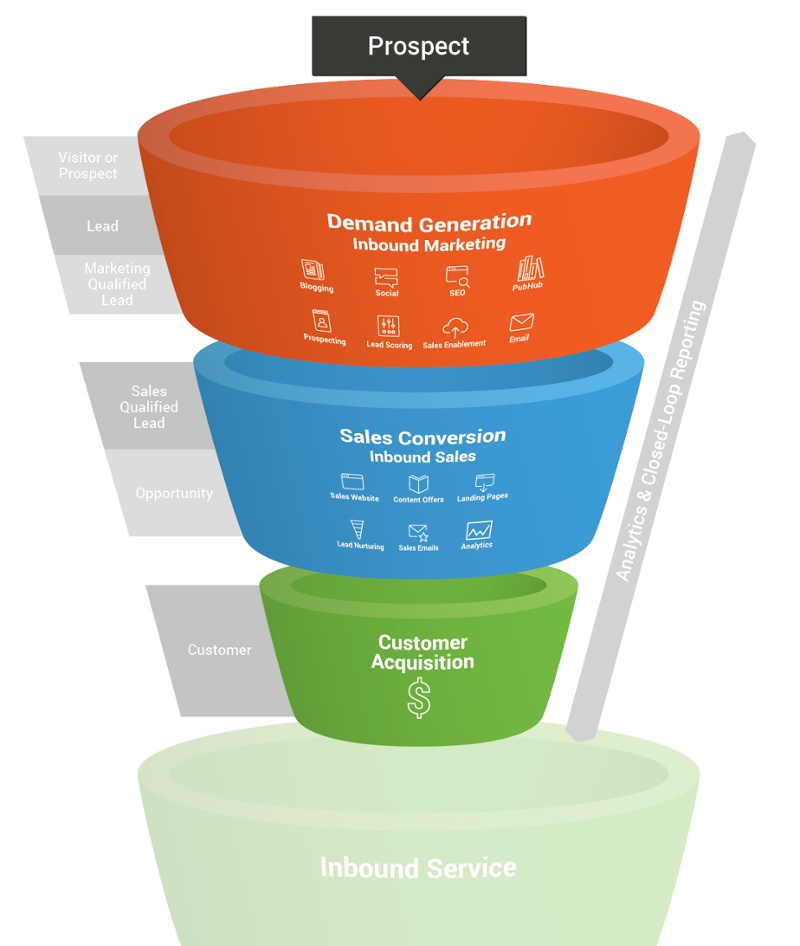 Prospect
Visitor or
Prospect
Lead
Marketing
Qualified
Lead
Demand Generation
Inbound Marketing
Blogging
Social
SEO
PubHub
Prospecting
Lead Scoring
Sales Enablement
Email
Sales
Qualified
Lead
Opportunity
Sales Conversion
Inbound Sales
Sales Website
Content Offers
Landing Pages
Lead Nurturing
Sales Emails
Analytics
Customer
Customer
Acquisition
$
Analytics & Closed-Loop Reporting
Inbound Service